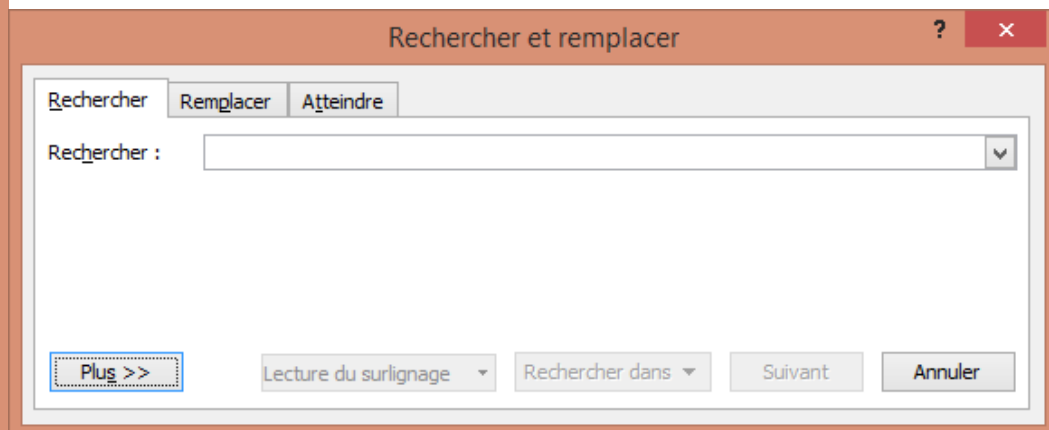 Rechercher et remplacer ? ×
Rechercher Remplacer Atteindre
Rechercher :
Plus >> Lecture du surlignage Rechercher dans Suivant Annuler